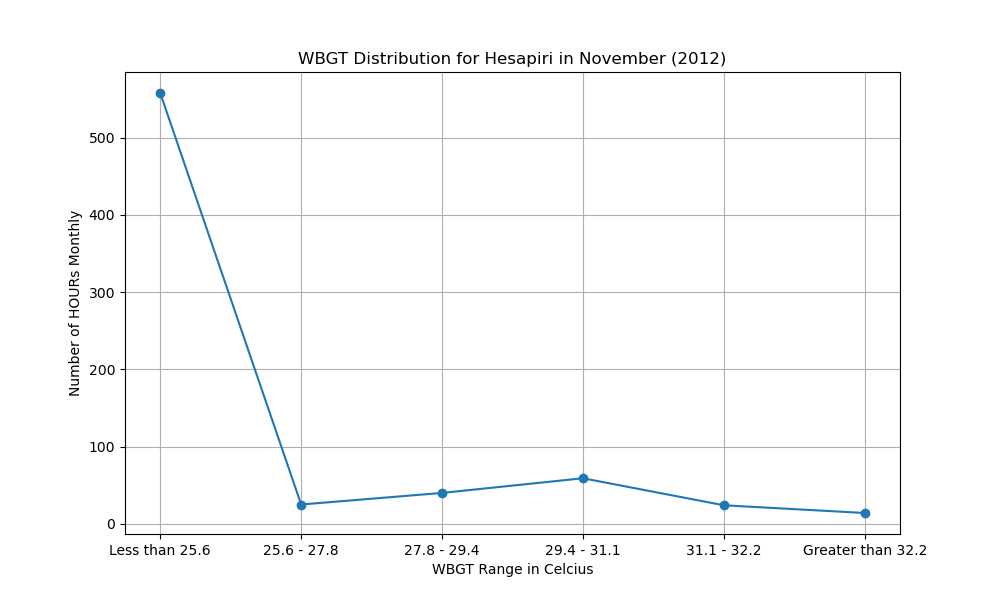 WBGT Distribution for Hesapiri in November (2012)
Number of HOURs Monthly
500
400
300
200
100
0
Less than 25.6
25.6 - 27.8
27.8 - 29.4
29.4 - 31.1
31.1 - 32.2
Greater than 32.2
WBGT Range in Celcius